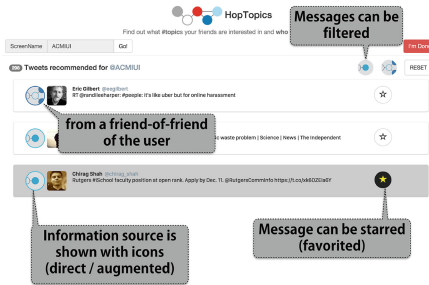 HopTopics
Find out what #topics your friends are interested in and who
Messages can be
filtered
ScreenName
ACMIUI
Go!
I'm Done
Tweets recommended for @ACMIUI
RESET
Eric Gilbert @eegilbert
RT @randileeharper: #people: it's like uber but for online harassment
from a friend-of-friend
of the user
waste problem | Science | News | The Independent
Chirag Shah @chirag_shah
Rutgers #iSchool faculty position at open rank. Apply by Dec. 11. @RutgersCommInfo
Information source is
shown with icons
(direct / augmented)
Message can be starred
(favorited)